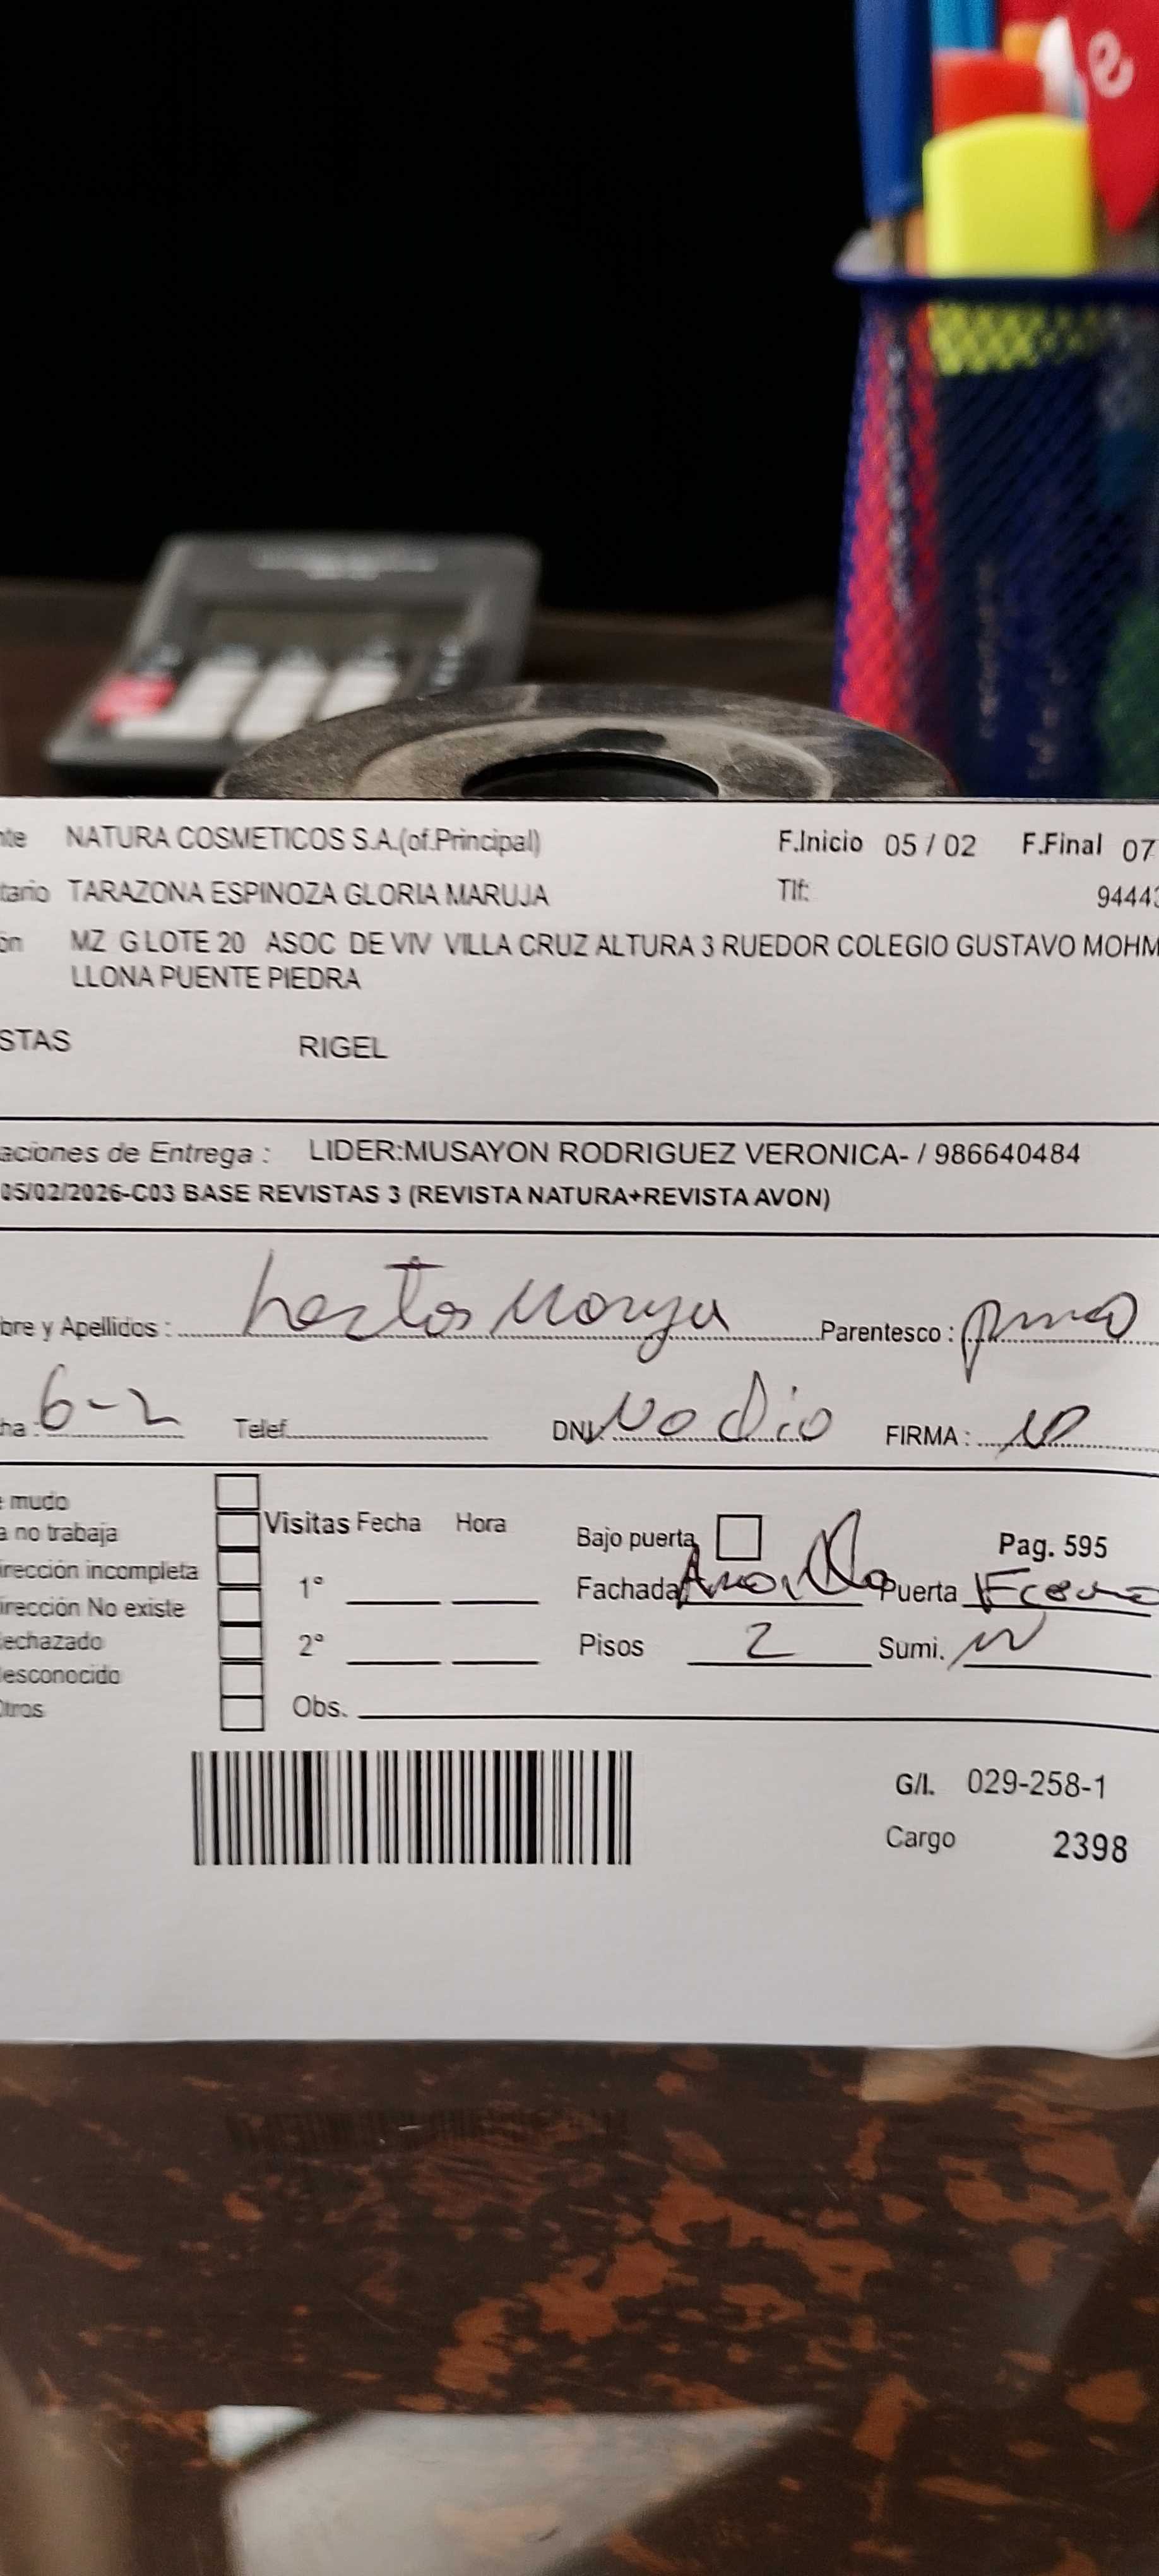 nte NATURA COSMETICOS S.A.(of.Principal) F.Inicio 05 / 02 F.Final 07
tario TARAZONA ESPINOZA GLORIA MARUJA Tlf: 9444
ón MZ G LOTE 20 ASOC DE VIV VILLA CRUZ ALTURA 3 RUEDOR COLEGIO GUSTAVO MOHM
LLONA PUENTE PIEDRA
STAS RIGEL
aciones de Entrega : LIDER:MUSAYON RODRIGUEZ VERONICA- / 986640484
05/02/2026-C03 BASE REVISTAS 3 (REVISTA NATURA+REVISTA AVON)
bre y Apellidos : Parentesco : primo
ha : 6-2 Telef. DNI. No dio FIRMA :
e mudo
a no trabaja Visitas Fecha Hora Bajo puerta Pag. 595
irección incompleta 1° Fachada Puerta
irección No existe
echazado 2° Pisos 2 Sumi.
esconocido
Otros Obs.
G/I. 029-258-1
Cargo 2398